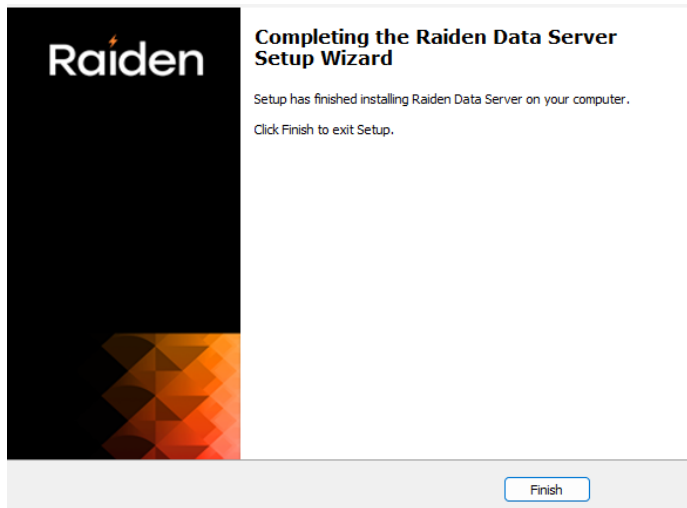 Raiden
Completing the Raiden Data Server
Setup Wizard
Setup has finished installing Raiden Data Server on your computer.
Click Finish to exit Setup.
Finish